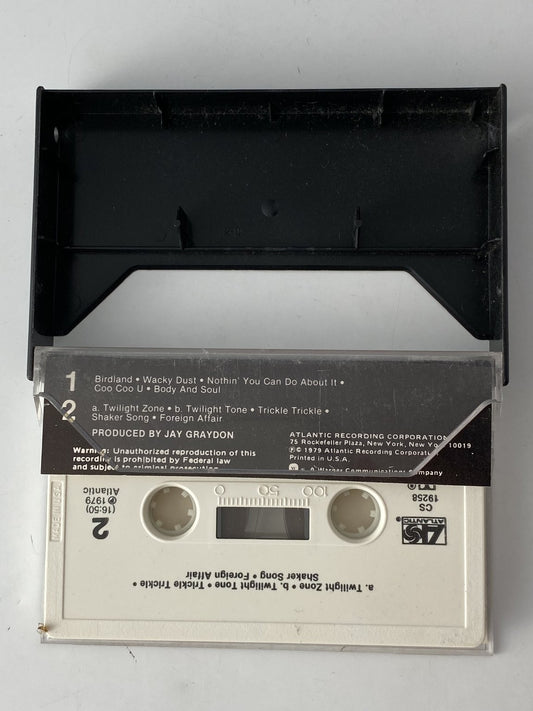 1
Birdland • Wacky Dust • Nothin' You Can Do About It •
Coo Coo U • Body And Soul
2
a. Twilight Zone • b. Twilight Tone • Trickle Trickle •
Shaker Song • Foreign Affair
PRODUCED BY JAY GRAYDON
Warning: Unauthorized reproduction of this
recording is prohibited by Federal law
and subject to criminal prosecution.
ATLANTIC RECORDING CORPORATION
75 Rockefeller Plaza, New York, New York 10019
℗© 1979 Atlantic Recording Corporation
Printed in U.S.A.
A Warner Communications Company
MADE IN U.S.A.
2
(16:50)
℗ 1979
Atlantic
0 50 100
CS
19258
ATLANTIC
a. Twilight Zone • b. Twilight Tone • Trickle Trickle •
Shaker Song • Foreign Affair